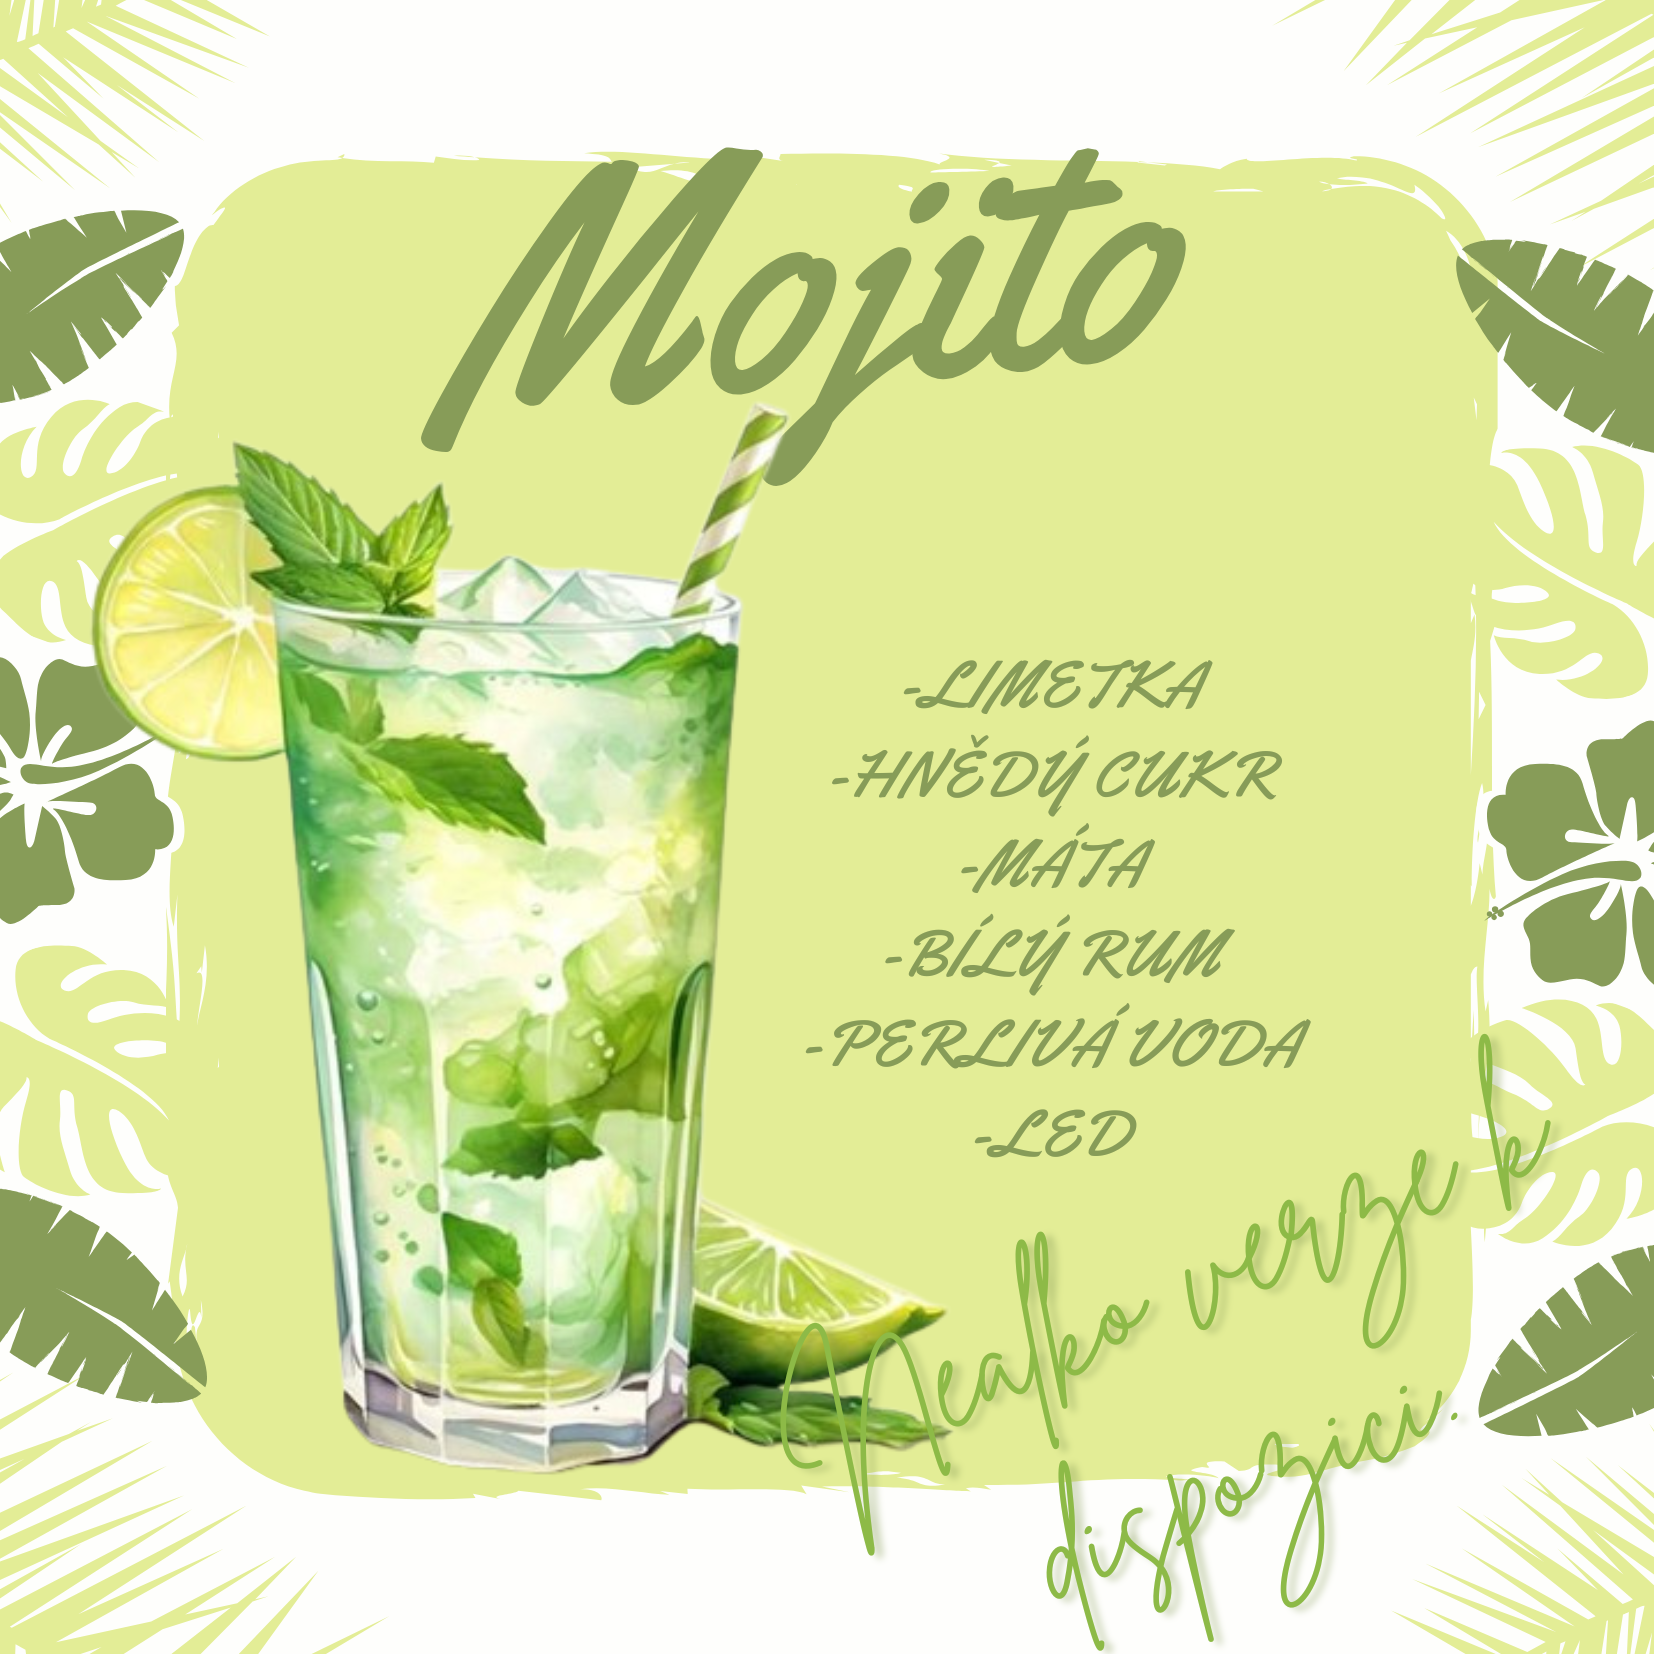 Mojito
-LIMETKA
-HNĚDÝ CUKR
-MÁTA
-BÍLÝ RUM
-PERLIVÁ VODA
-LED
Nealko verze k
dispozici.